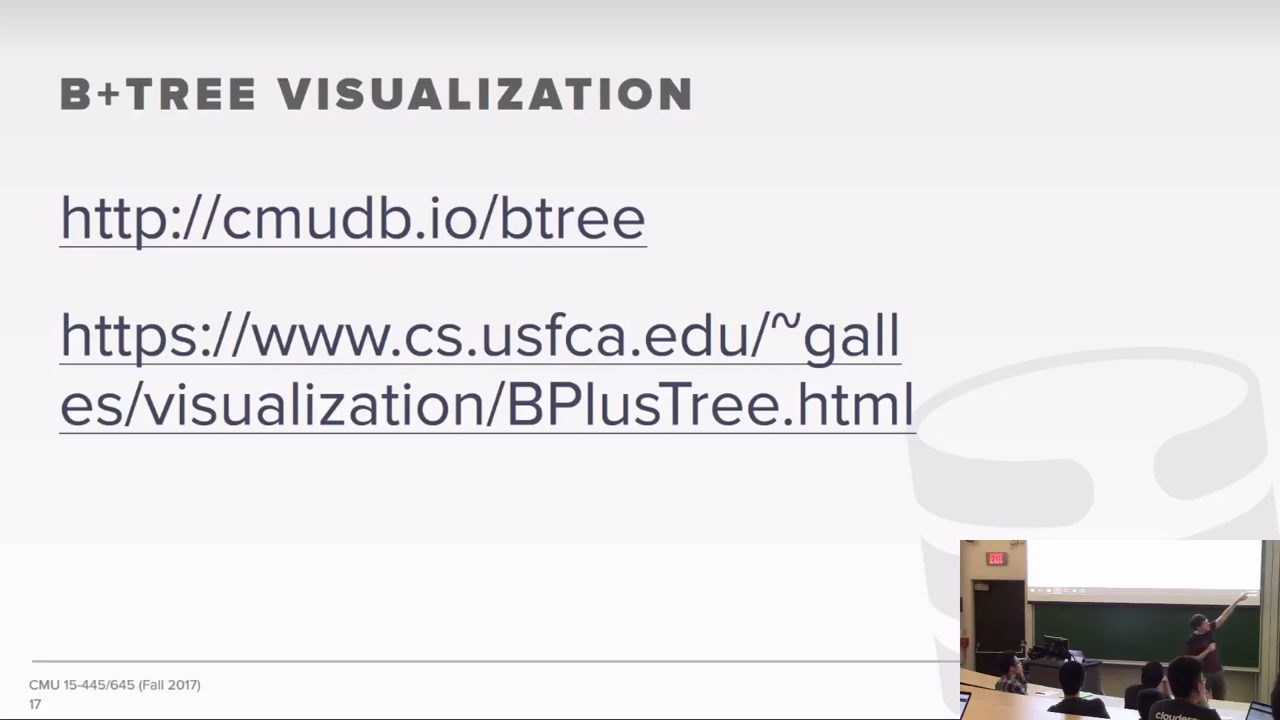 B+TREE VISUALIZATION
http://cmudb.io/btree
https://www.cs.usfca.edu/~gall
es/visualization/BPlusTree.html
CMU 15-445/645 (Fall 2017)
17
EXIT